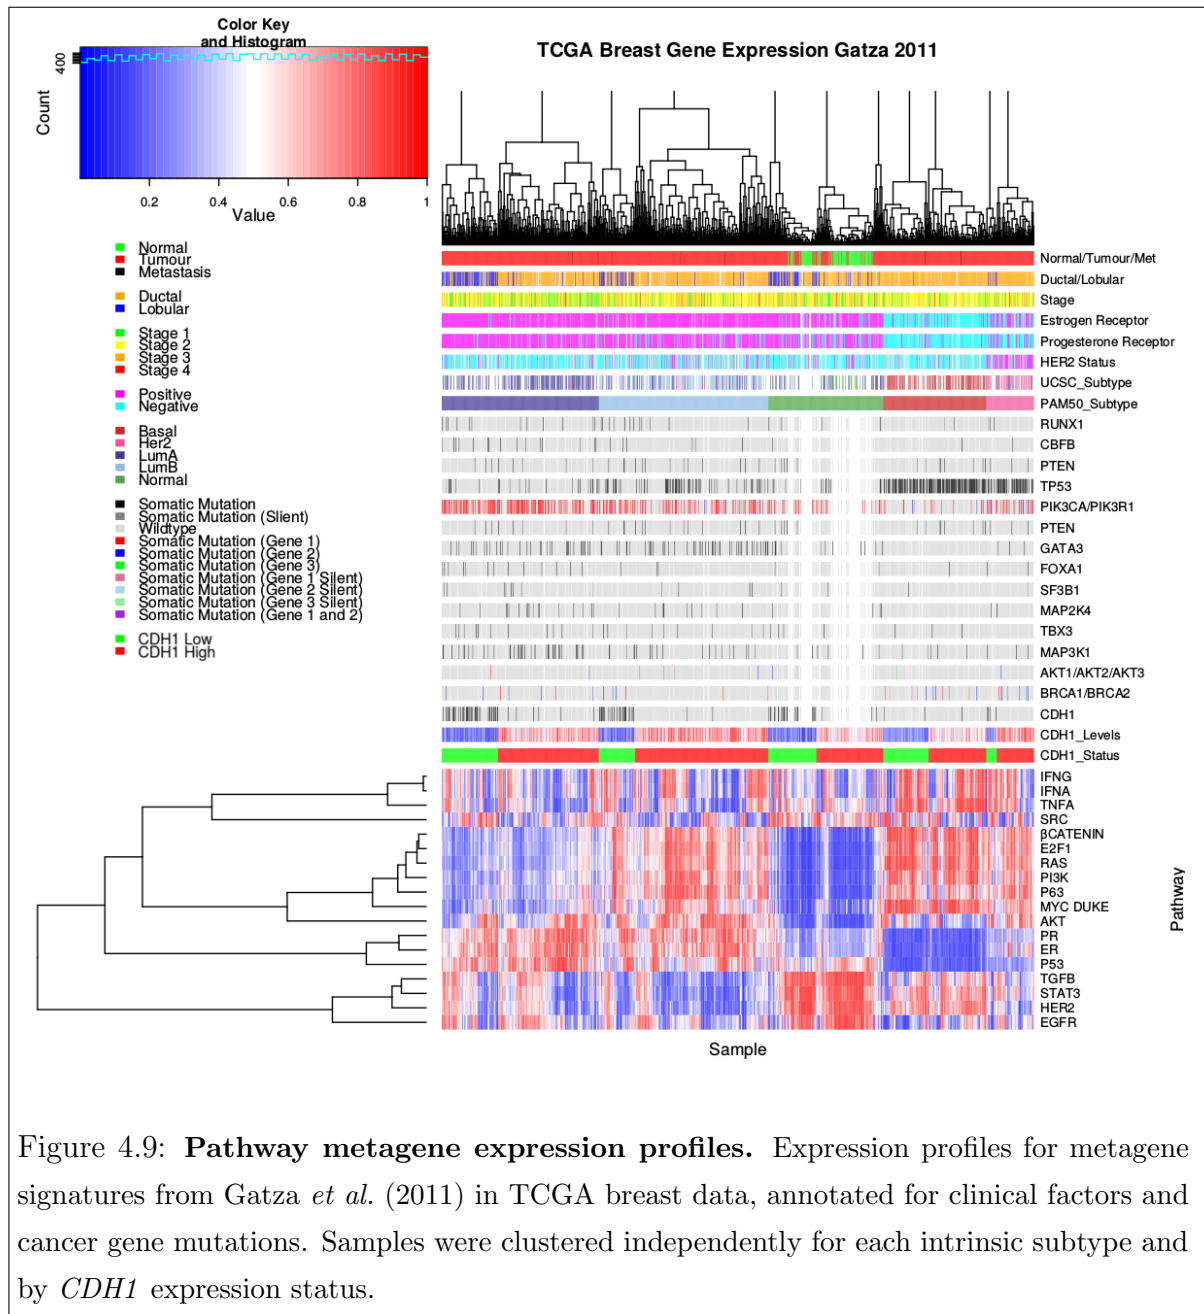 Color Key
and Histogram
Count
400
0.2 0.4 0.6 0.8 1
Value
TCGA Breast Gene Expression Gatza 2011
Normal
Tumour
Metastasis
Ductal
Lobular
Stage 1
Stage 2
Stage 3
Stage 4
Positive
Negative
Basal
Her2
LumA
LumB
Normal
Somatic Mutation
Somatic Mutation (Slient)
Wildtype
Somatic Mutation (Gene 1)
Somatic Mutation (Gene 2)
Somatic Mutation (Gene 3)
Somatic Mutation (Gene 1 Silent)
Somatic Mutation (Gene 2 Silent)
Somatic Mutation (Gene 3 Silent)
Somatic Mutation (Gene 1 and 2)
CDH1 Low
CDH1 High
Normal/Tumour/Met
Ductal/Lobular
Stage
Estrogen Receptor
Progesterone Receptor
HER2 Status
UCSC_Subtype
PAM50_Subtype
RUNX1
CBFB
PTEN
TP53
PIK3CA/PIK3R1
PTEN
GATA3
FOXA1
SF3B1
MAP2K4
TBX3
MAP3K1
AKT1/AKT2/AKT3
BRCA1/BRCA2
CDH1
CDH1_Levels
CDH1_Status
IFNG
IFNA
TNFA
SRC
βCATENIN
E2F1
RAS
PI3K
P63
MYC DUKE
AKT
PR
ER
P53
TGFB
STAT3
HER2
EGFR
Pathway
Sample
Figure 4.9: Pathway metagene expression profiles. Expression profiles for metagene
signatures from Gatza et al. (2011) in TCGA breast data, annotated for clinical factors and
cancer gene mutations. Samples were clustered independently for each intrinsic subtype and
by CDH1 expression status.